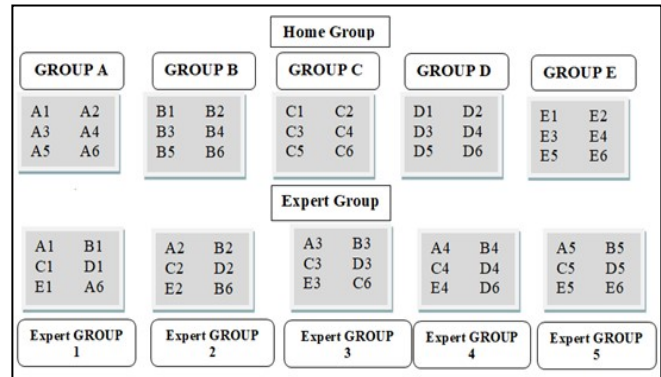 Home Group
GROUP A GROUP B GROUP C GROUP D GROUP E
A1 A2 B1 B2 C1 C2 D1 D2 E1 E2
A3 A4 B3 B4 C3 C4 D3 D4 E3 E4
A5 A6 B5 B6 C5 C6 D5 D6 E5 E6
Expert Group
A1 B1 A2 B2 A3 B3 A4 B4 A5 B5
C1 D1 C2 D2 C3 D3 C4 D4 C5 D5
E1 A6 E2 B6 E3 C6 E4 D6 E5 E6
Expert GROUP Expert GROUP Expert GROUP Expert GROUP Expert GROUP
1 2 3 4 5